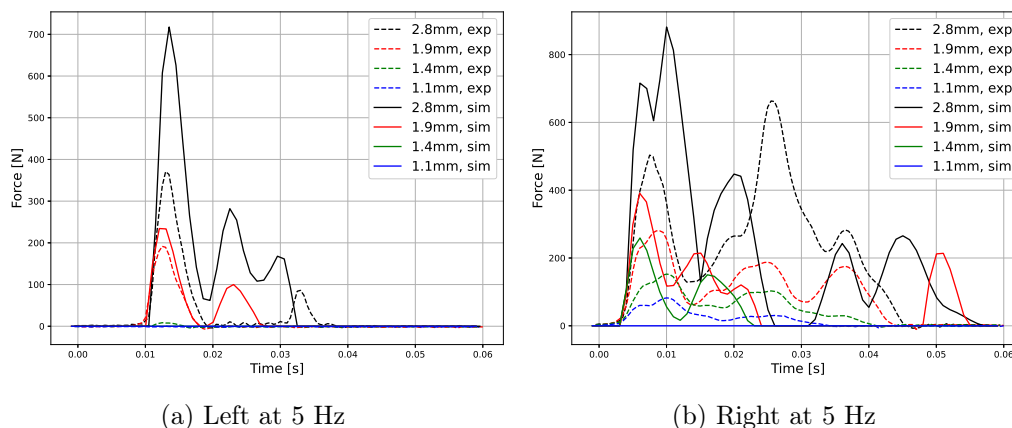 Force [N]
700
600
500
400
300
200
100
0
0.00 0.01 0.02 0.03 0.04 0.05 0.06
Time [s]
2.8mm, exp
1.9mm, exp
1.4mm, exp
1.1mm, exp
2.8mm, sim
1.9mm, sim
1.4mm, sim
1.1mm, sim
(a) Left at 5 Hz
Force [N]
800
600
400
200
0
0.00 0.01 0.02 0.03 0.04 0.05 0.06
Time [s]
2.8mm, exp
1.9mm, exp
1.4mm, exp
1.1mm, exp
2.8mm, sim
1.9mm, sim
1.4mm, sim
1.1mm, sim
(b) Right at 5 Hz